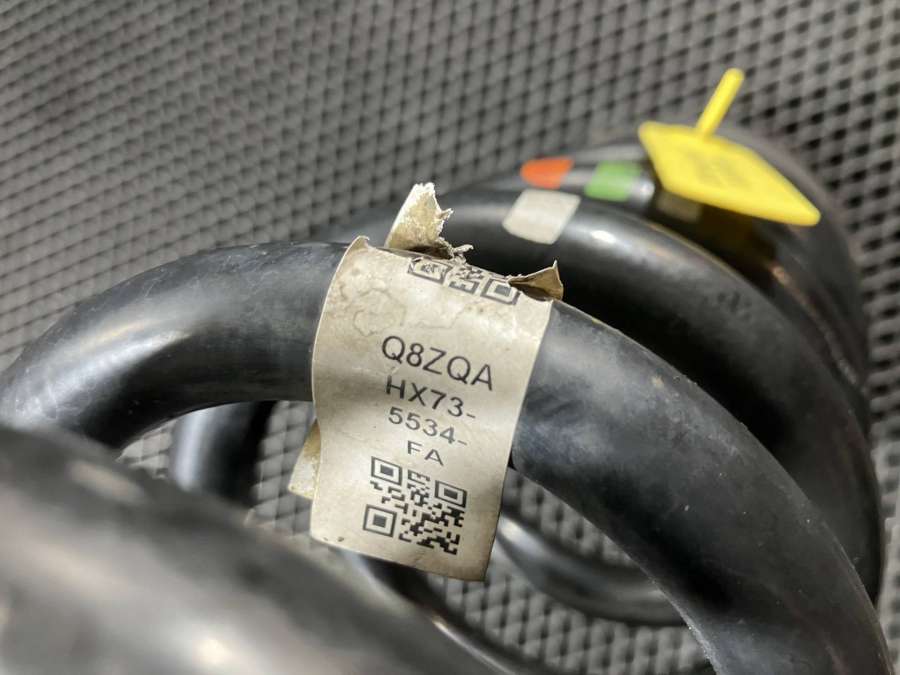 Q8ZQA
HX73-
5534-
FA